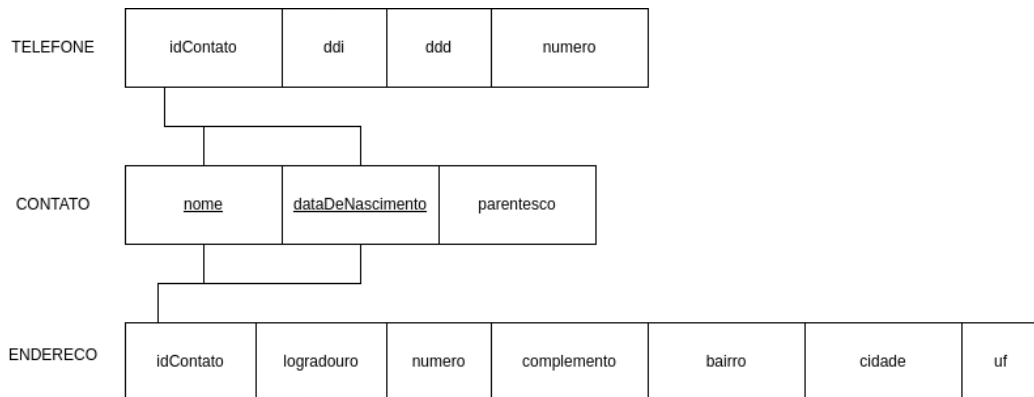 TELEFONE idContato ddi ddd numero
CONTATO nome dataDeNascimento parentesco
ENDERECO idContato logradouro numero complemento bairro cidade uf